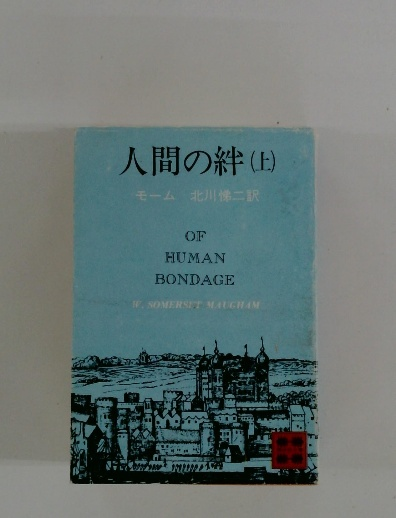 人間の絆(上)
モーム 北川悌二訳
OF
HUMAN
BONDAGE
W. SOMERSET MAUGHAM